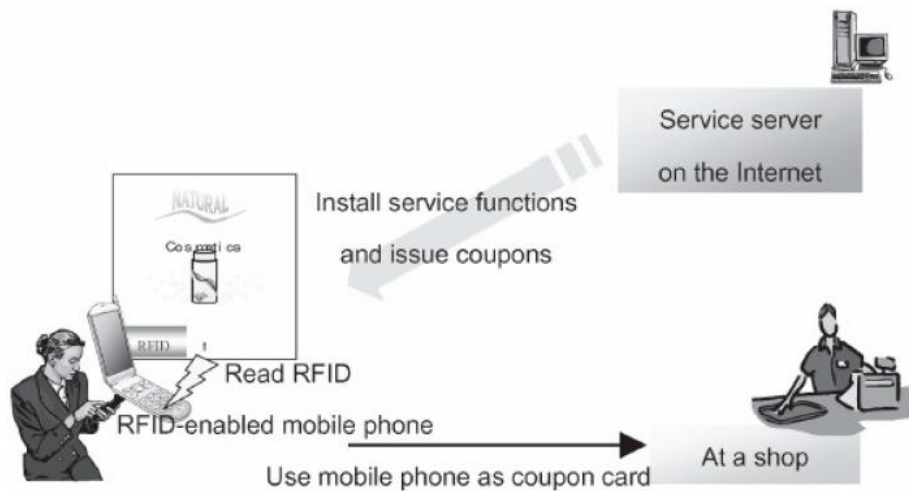 Service server
on the Internet
Install service functions
and issue coupons
NATURAL
Cosmatics
RFID
Read RFID
RFID-enabled mobile phone
Use mobile phone as coupon card
At a shop